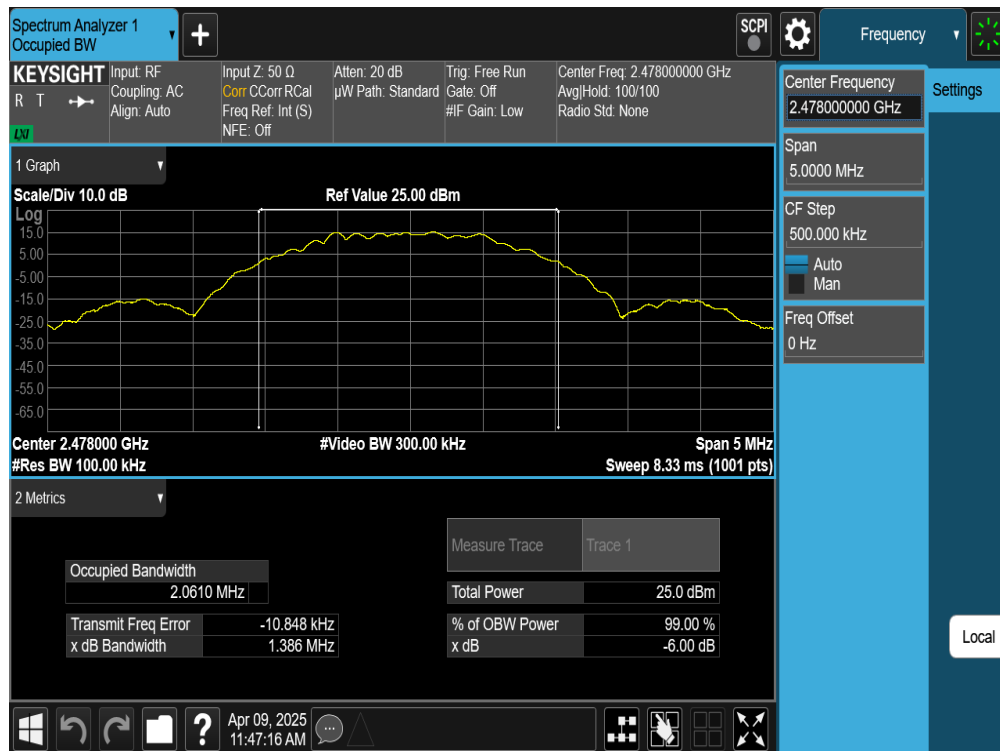 Spectrum Analyzer 1
Occupied BW
+
SCPI
Frequency
KEYSIGHT
R T
LXI
Input: RF
Coupling: AC
Align: Auto
Input Z: 50 Ω
Corr CCorr RCal
Freq Ref: Int (S)
NFE: Off
Atten: 20 dB
µW Path: Standard
Trig: Free Run
Gate: Off
#IF Gain: Low
Center Freq: 2.478000000 GHz
Avg|Hold: 100/100
Radio Std: None
Center Frequency
2.478000000 GHz
Settings
Span
5.0000 MHz
CF Step
500.000 kHz
Auto
Man
Freq Offset
0 Hz
Local
1 Graph
Scale/Div 10.0 dB
Ref Value 25.00 dBm
Log
15.0
5.00
-5.00
-15.0
-25.0
-35.0
-45.0
-55.0
-65.0
Center 2.478000 GHz
#Video BW 300.00 kHz
Span 5 MHz
#Res BW 100.00 kHz
Sweep 8.33 ms (1001 pts)
2 Metrics
Measure Trace
Trace 1
Occupied Bandwidth
2.0610 MHz
Total Power
25.0 dBm
Transmit Freq Error
-10.848 kHz
% of OBW Power
99.00 %
x dB Bandwidth
1.386 MHz
x dB
-6.00 dB
?
Apr 09, 2025
11:47:16 AM